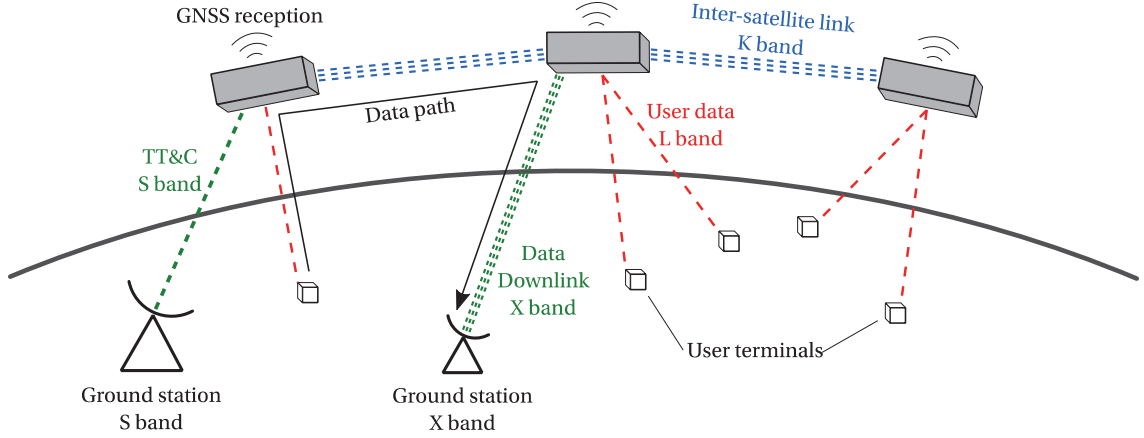 GNSS reception
Inter-satellite link
K band
Data path
User data
L band
TT&C
S band
Data
Downlink
X band
User terminals
Ground station
S band
Ground station
X band